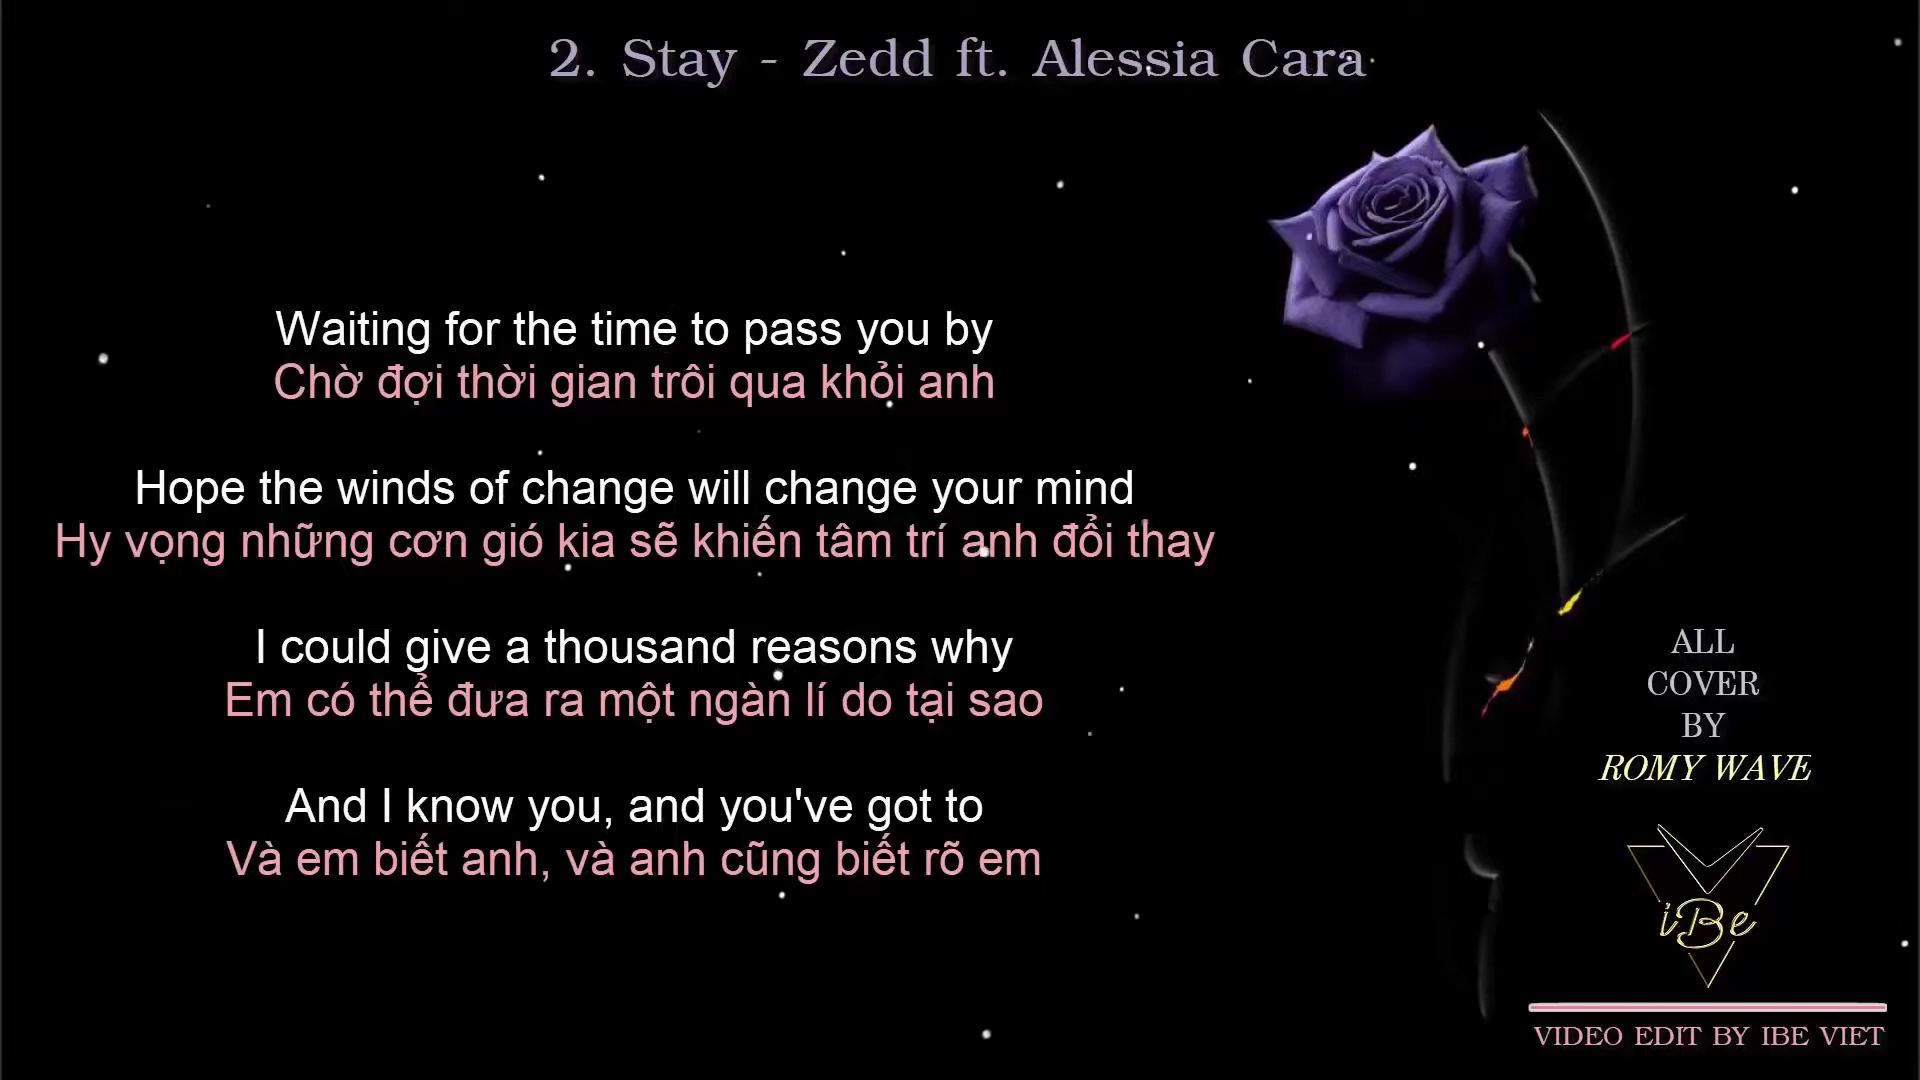 2. Stay - Zedd ft. Alessia Cara
Waiting for the time to pass you by
Chờ đợi thời gian trôi qua khỏi anh
Hope the winds of change will change your mind
Hy vọng những cơn gió kia sẽ khiến tâm trí anh đổi thay
I could give a thousand reasons why
Em có thể đưa ra một ngàn lí do tại sao
And I know you, and you've got to
Và em biết anh, và anh cũng biết rõ em
ALL
COVER
BY
ROMY WAVE
iBe
VIDEO EDIT BY IBE VIET